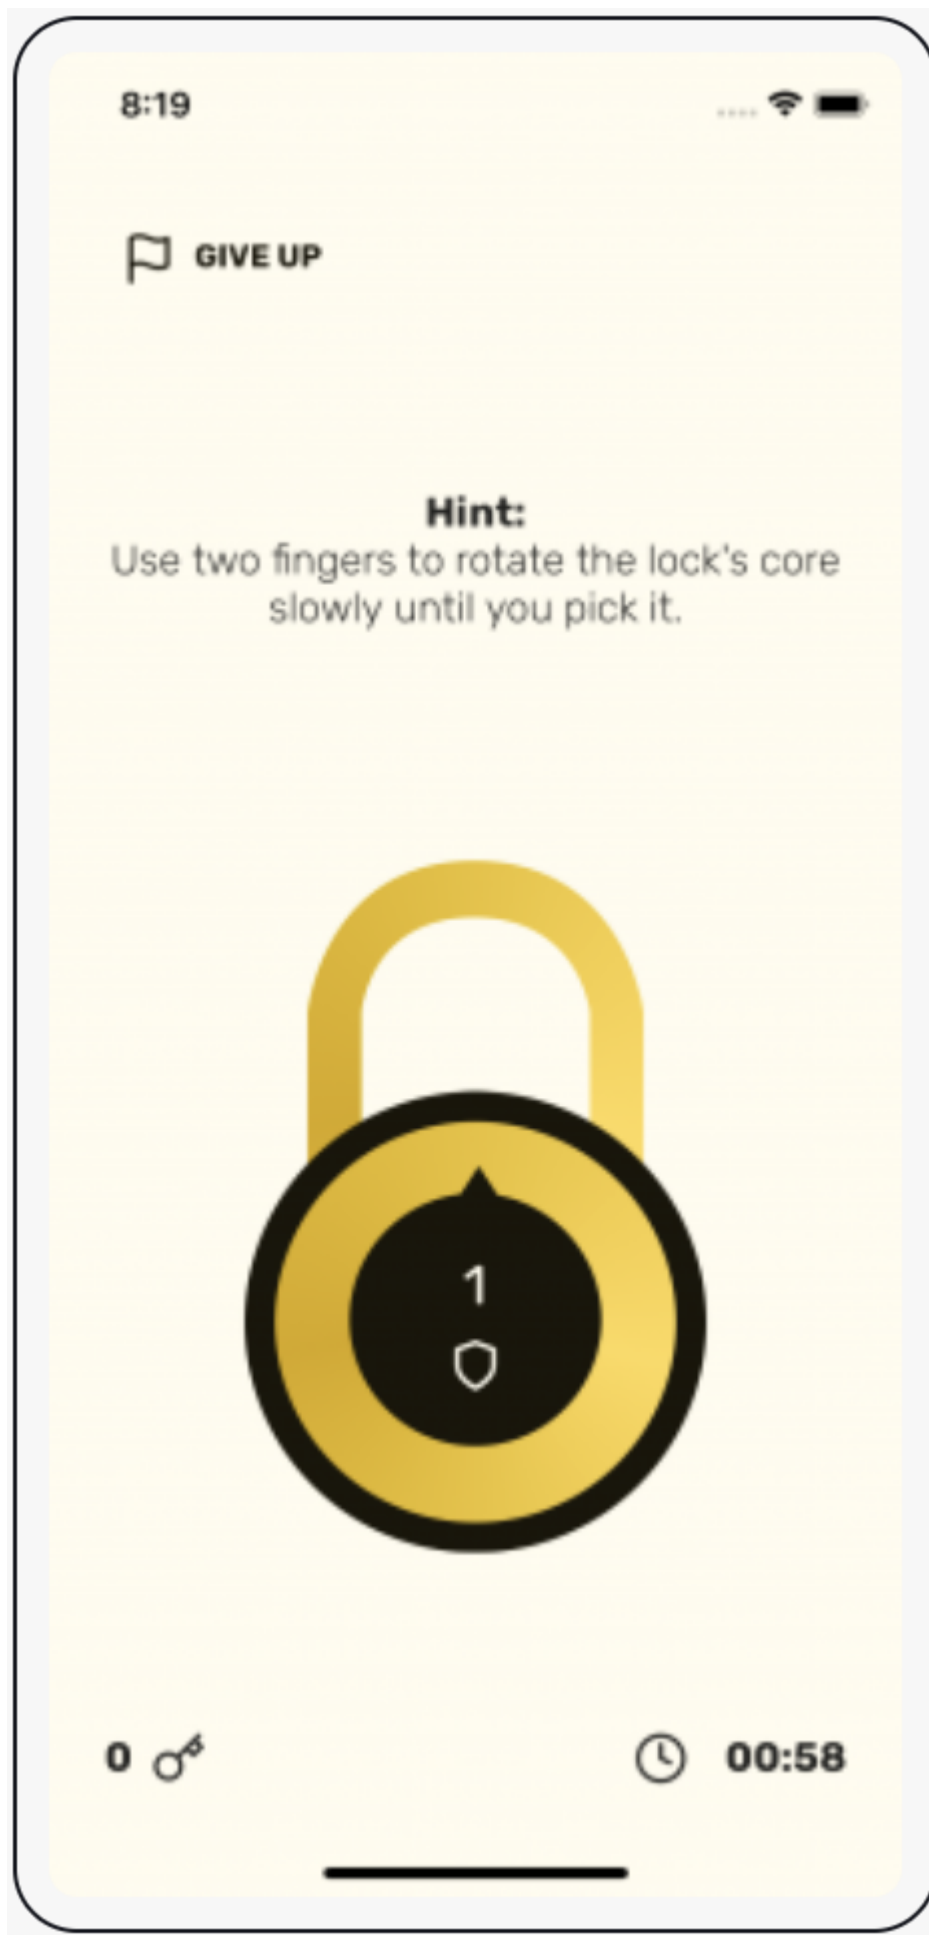 8:19
GIVE UP
Hint:
Use two fingers to rotate the lock's core
slowly until you pick it.
1
0
00:58